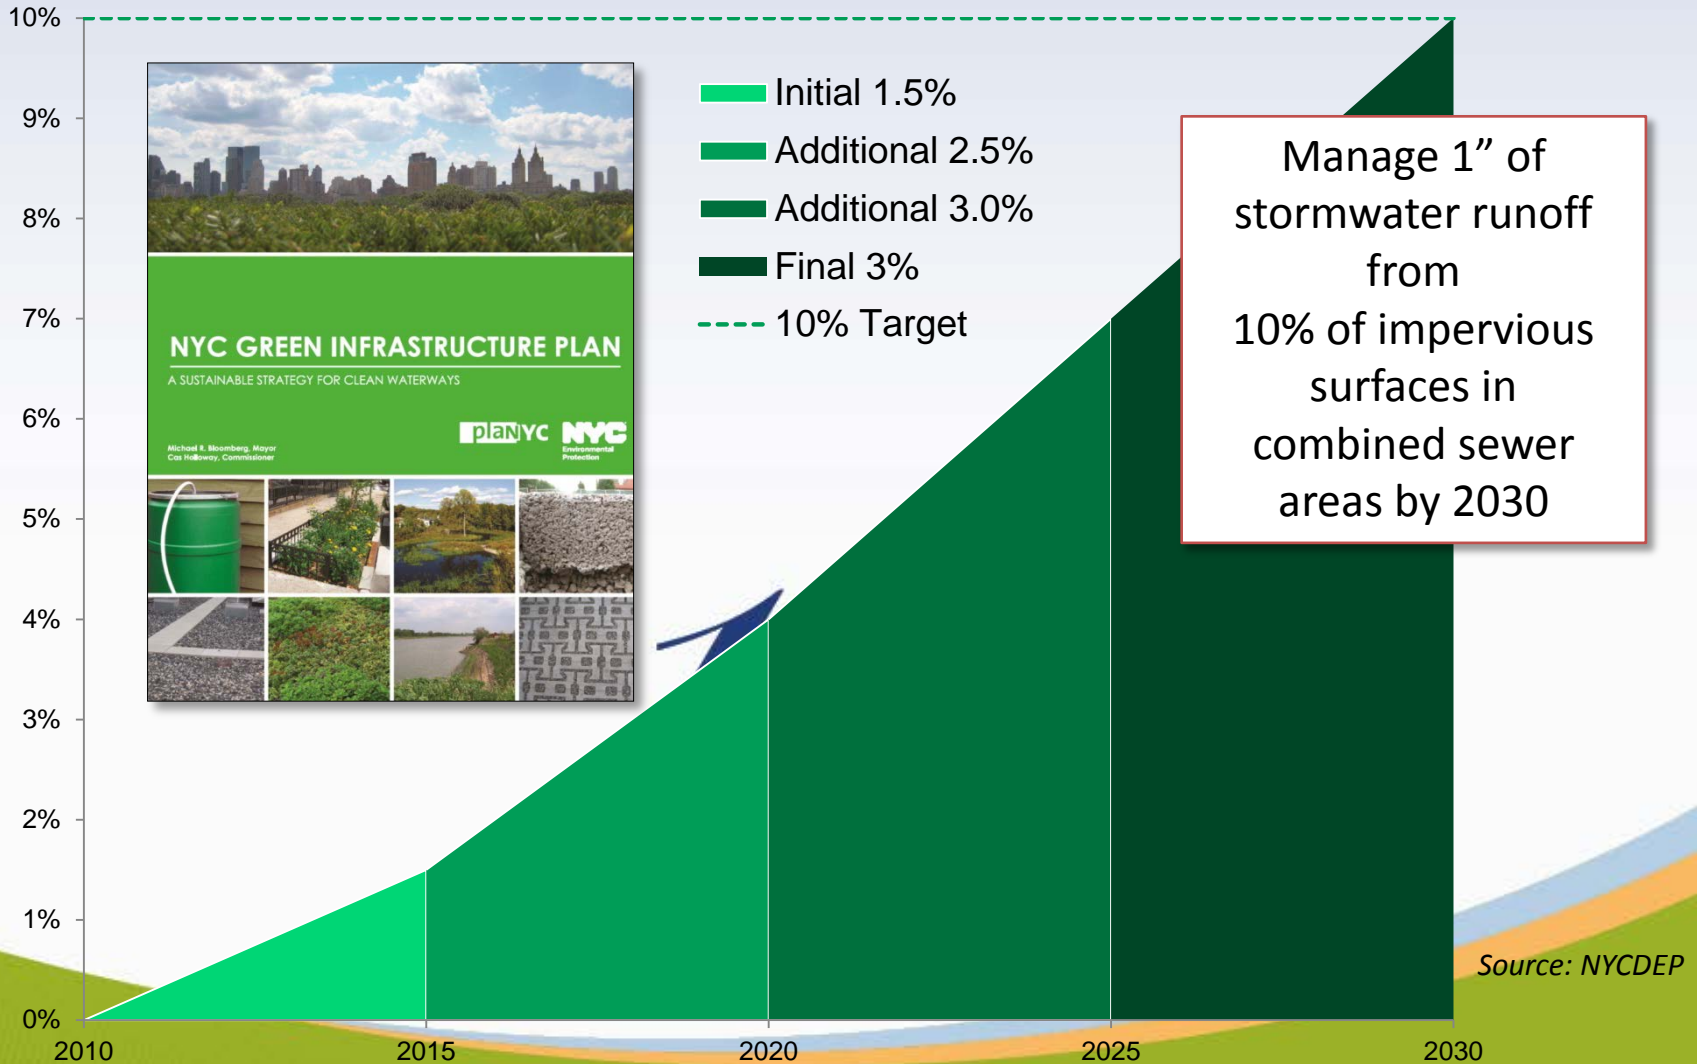 10%
9%
8%
7%
6%
5%
4%
3%
2%
1%
0%
2010
2015
2020
2025
2030
NYC GREEN INFRASTRUCTURE PLAN
A SUSTAINABLE STRATEGY FOR CLEAN WATERWAYS
Michael R. Bloomberg, Mayor
Cas Holloway, Commissioner
PlaNYC
NYC
Environmental
Protection
Initial 1.5%
Additional 2.5%
Additional 3.0%
Final 3%
10% Target
Manage 1” of
stormwater runoff
from
10% of impervious
surfaces in
combined sewer
areas by 2030
Source: NYCDEP